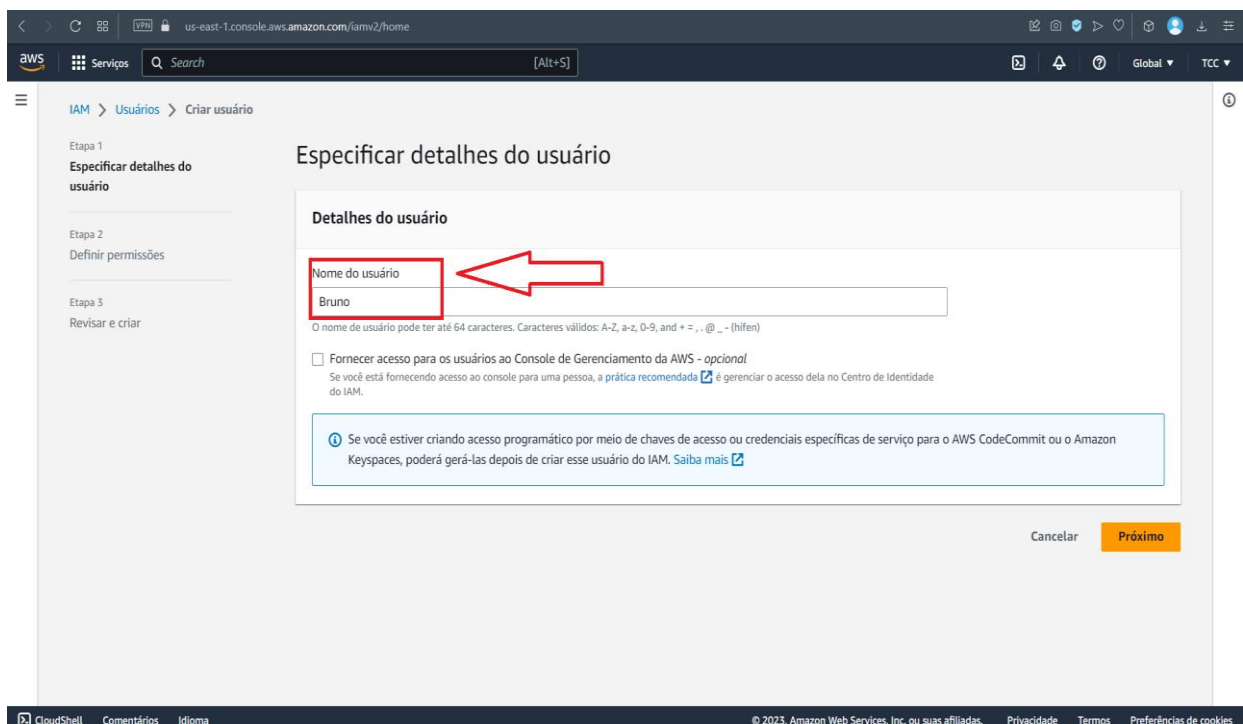 VPN us-east-1.console.aws.amazon.com/iamv2/home
aws Serviços Search [Alt+S] Global TCC
IAM > Usuários > Criar usuário
Etapa 1
Especificar detalhes do
usuário
Etapa 2
Definir permissões
Etapa 3
Revisar e criar
Especificar detalhes do usuário
Detalhes do usuário
Nome do usuário
Bruno
O nome de usuário pode ter até 64 caracteres. Caracteres válidos: A-Z, a-z, 0-9, and + = , . @ _ - (hífen)
Fornecer acesso para os usuários ao Console de Gerenciamento da AWS - opcional
Se você está fornecendo acesso ao console para uma pessoa, a prática recomendada é gerenciar o acesso dela no Centro de Identidade
do IAM.
Se você estiver criando acesso programático por meio de chaves de acesso ou credenciais específicas de serviço para o AWS CodeCommit ou o Amazon
Keyspaces, poderá gerá-las depois de criar esse usuário do IAM. Saiba mais
Cancelar Próximo
CloudShell Comentários Idioma © 2023, Amazon Web Services, Inc. ou suas afiliadas. Privacidade Termos Preferências de cookies